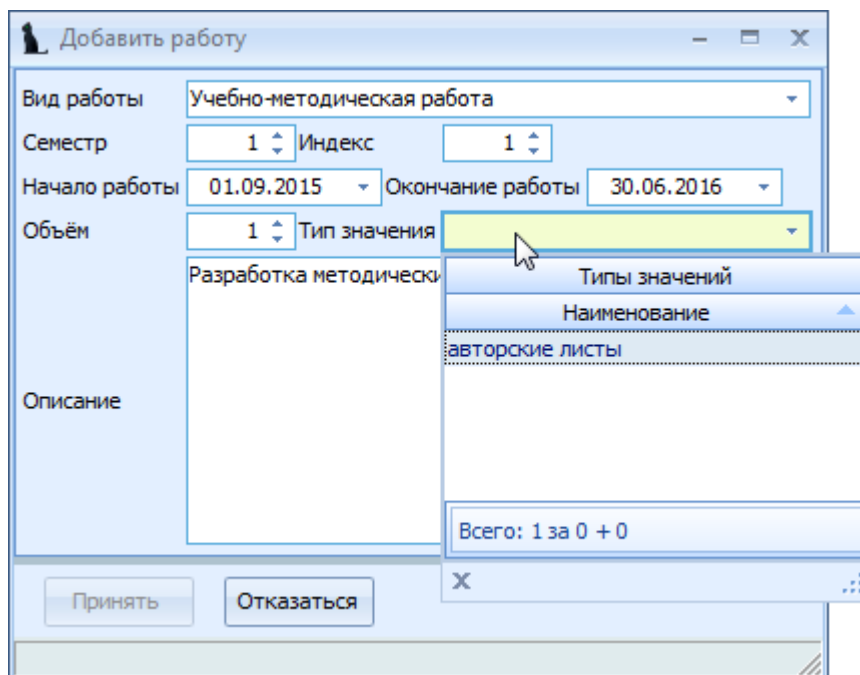 Добавить работу
Вид работы Учебно-методическая работа
Семестр 1 Индекс 1
Начало работы 01.09.2015 Окончание работы 30.06.2016
Объём 1 Тип значения
Разработка Типы значений
Наименование
авторские листы
Описание
Всего: 1 за 0 + 0
Принять Отказаться